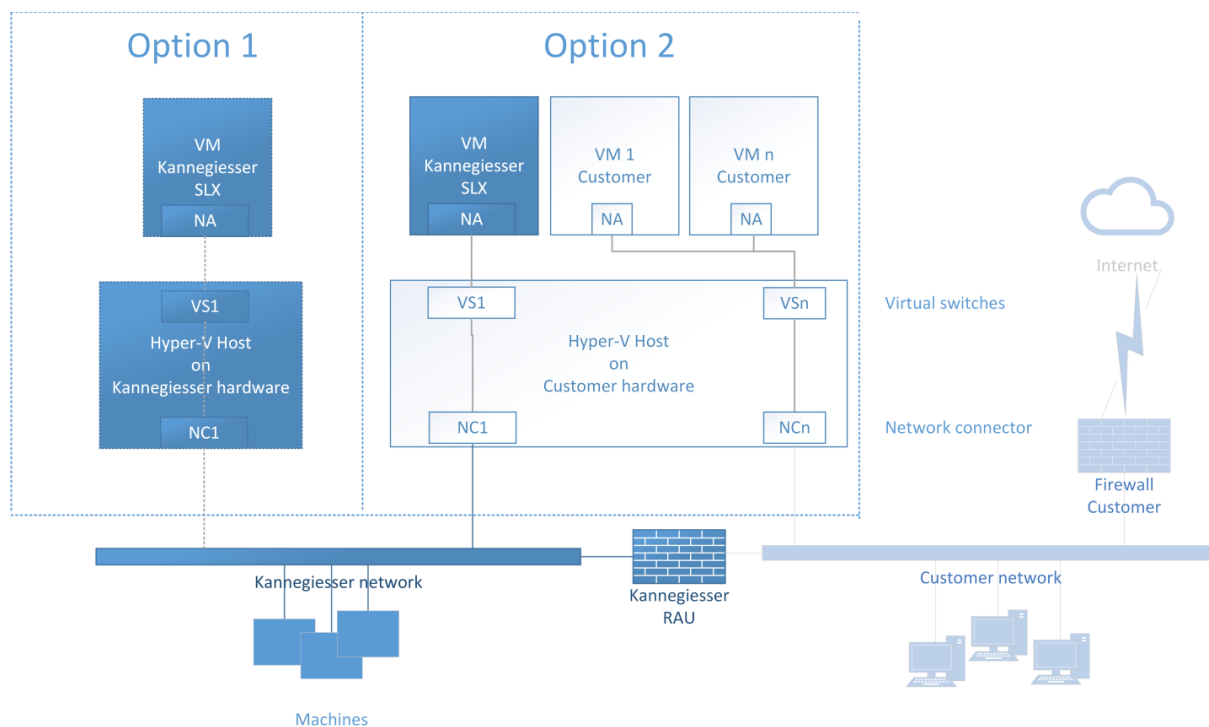 Option 1
Option 2
VM
Kannegiesser
SLX
NA
VM
Kannegiesser
SLX
NA
VM 1
Customer
NA
VM n
Customer
NA
Internet
VS1
Hyper-V Host
on
Kannegiesser hardware
NC1
VS1
VSn
Hyper-V Host
on
Customer hardware
NC1
NCn
Virtual switches
Network connector
Firewall
Customer
Kannegiesser network
Kannegiesser
RAU
Customer network
Machines